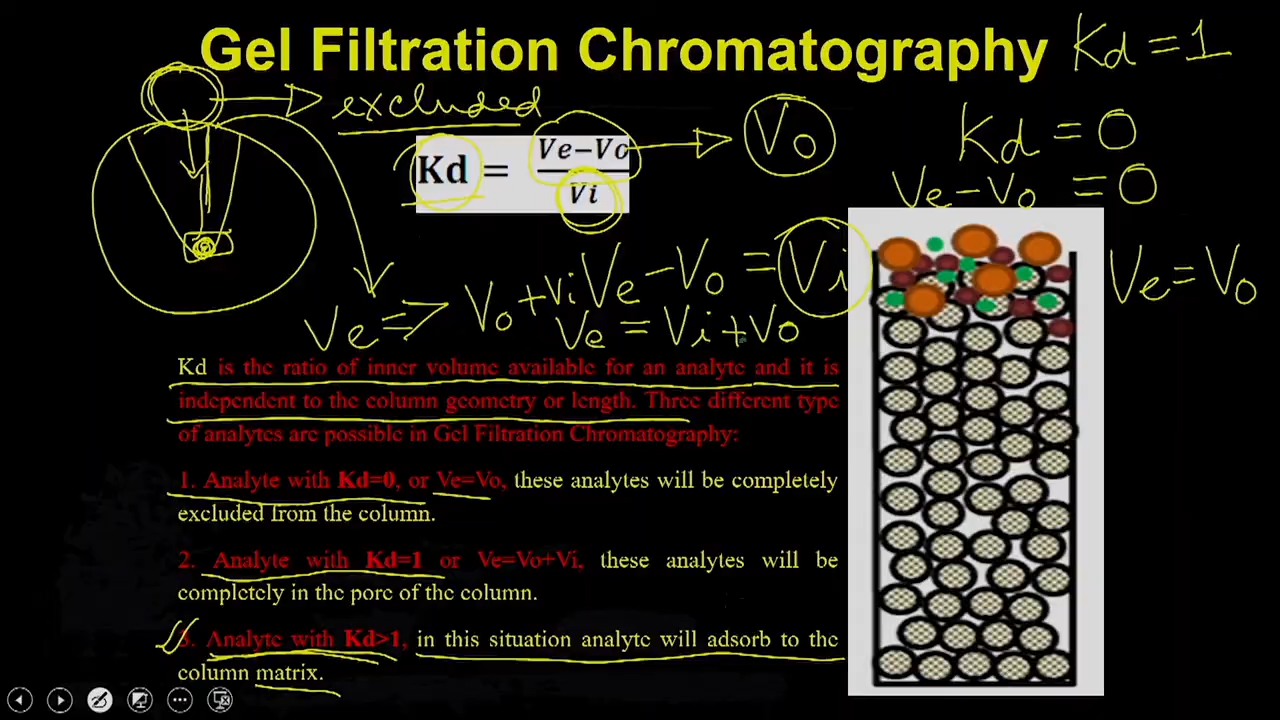 Gel Filtration Chromatography Kd = 1
excluded
Kd = Ve−Vo / Vi
Vo
Kd = 0
Ve − Vo = 0
Ve = Vo
Ve − Vo = Vi
Ve ⇒ Vo + Vi
Ve = Vi + Vo
Kd is the ratio of inner volume available for an analyte and it is
independent to the column geometry or length. Three different type
of analytes are possible in Gel Filtration Chromatography:
1. Analyte with Kd=0, or Ve=Vo, these analytes will be completely
excluded from the column.
2. Analyte with Kd=1 or Ve=Vo+Vi, these analytes will be
completely in the pore of the column.
3. Analyte with Kd>1, in this situation analyte will adsorb to the
column matrix.